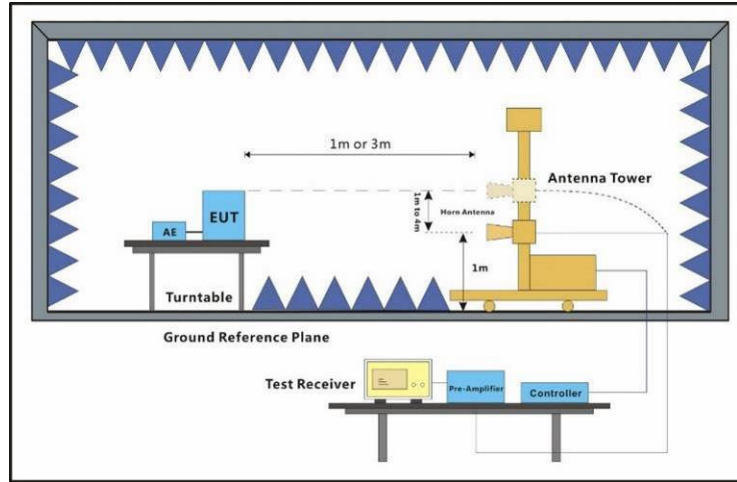 1m or 3m
Antenna Tower
1m to 4m
Horn Antenna
EUT
AE
1m
Turntable
Ground Reference Plane
Test Receiver
Pre-Amplifier
Controller